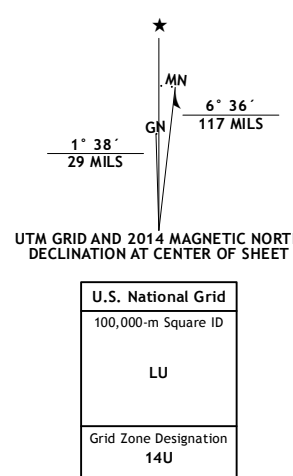 ★
MN
GN
6° 36´
117 MILS
1° 38´
29 MILS
UTM GRID AND 2014 MAGNETIC NORT
DECLINATION AT CENTER OF SHEET
U.S. National Grid
100,000-m Square ID
LU
Grid Zone Designation
14U